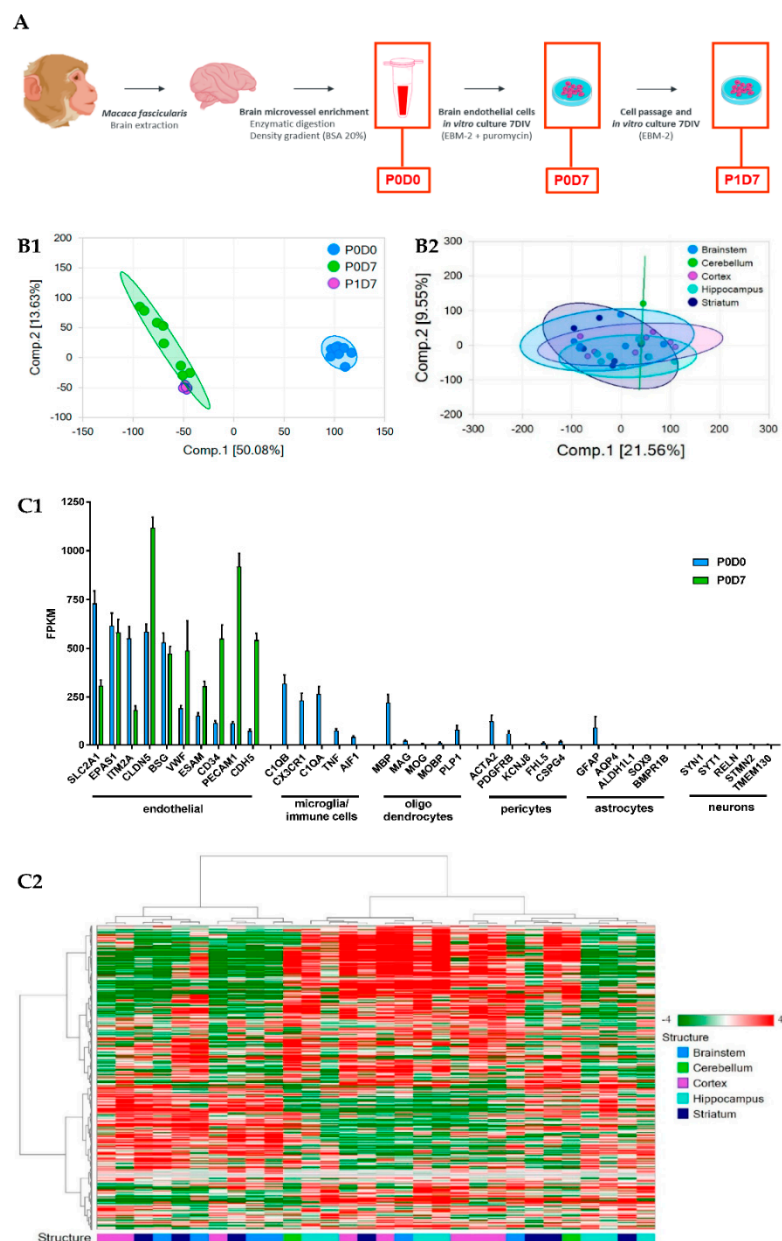 A
Macaca fascicularis
Brain extraction
Brain microvessel enrichment
Enzymatic digestion
Density gradient (BSA 20%)
Brain endothelial cells
in vitro culture 7DIV
(EBM-2 + puromycin)
Cell passage and
in vitro culture 7DIV
(EBM-2)
P0D0
P0D7
P1D7
B1
200
150
100
50
0
-50
-100
-150
-100
-50
0
50
100
150
Comp.2 [13.63%]
Comp.1 [50.08%]
P0D0
P0D7
P1D7
B2
300
200
100
0
-100
-200
-200
-100
0
100
200
300
Comp.2 [9.55%]
Comp.1 [21.56%]
Brainstem
Cerebellum
Cortex
Hippocampus
Striatum
C1
1250
1000
750
500
250
0
FPKM
P0D0
P0D7
SLC2A1
EPAS1
ITM2A
CLDN5
BSG
VWF
ESAM
CD34
PECAM1
CDH5
C1QB
CX3CR1
C1QA
TNF
AIF1
MBP
MAG
MOG
MOBP
PLP1
ACTA2
PDGFRB
KCNJ8
FHL5
CSPG4
GFAP
AQP4
ALDH1L1
SOX9
BMPR1B
SYN1
SYT1
RELN
STMN2
TMEM130
endothelial
microglia/
immune cells
oligo
dendrocytes
pericytes
astrocytes
neurons
C2
-4
4
Structure
Brainstem
Cerebellum
Cortex
Hippocampus
Striatum
Structure